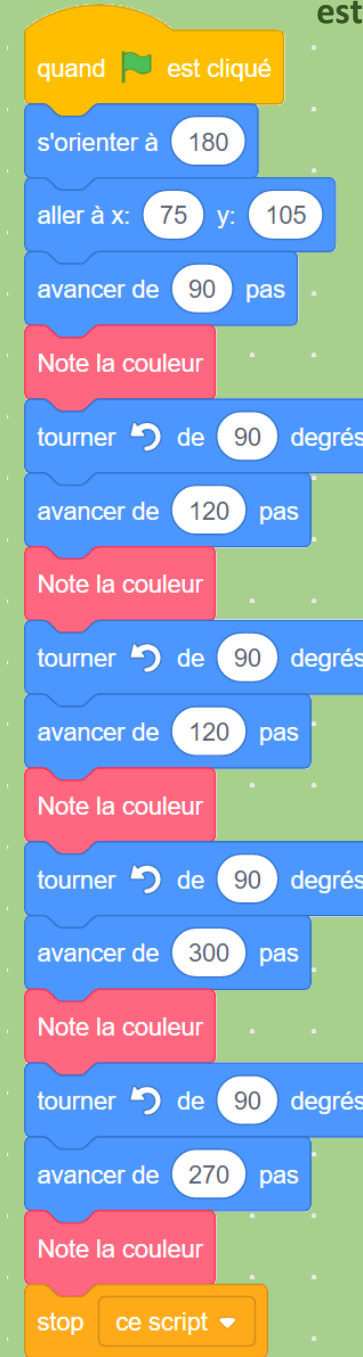 est
quand est cliqué
s'orienter à 180
aller à x: 75 y: 105
avancer de 90 pas
Note la couleur
tourner de 90 degrés
avancer de 120 pas
Note la couleur
tourner de 90 degrés
avancer de 120 pas
Note la couleur
tourner de 90 degrés
avancer de 300 pas
Note la couleur
tourner de 90 degrés
avancer de 270 pas
Note la couleur
stop ce script